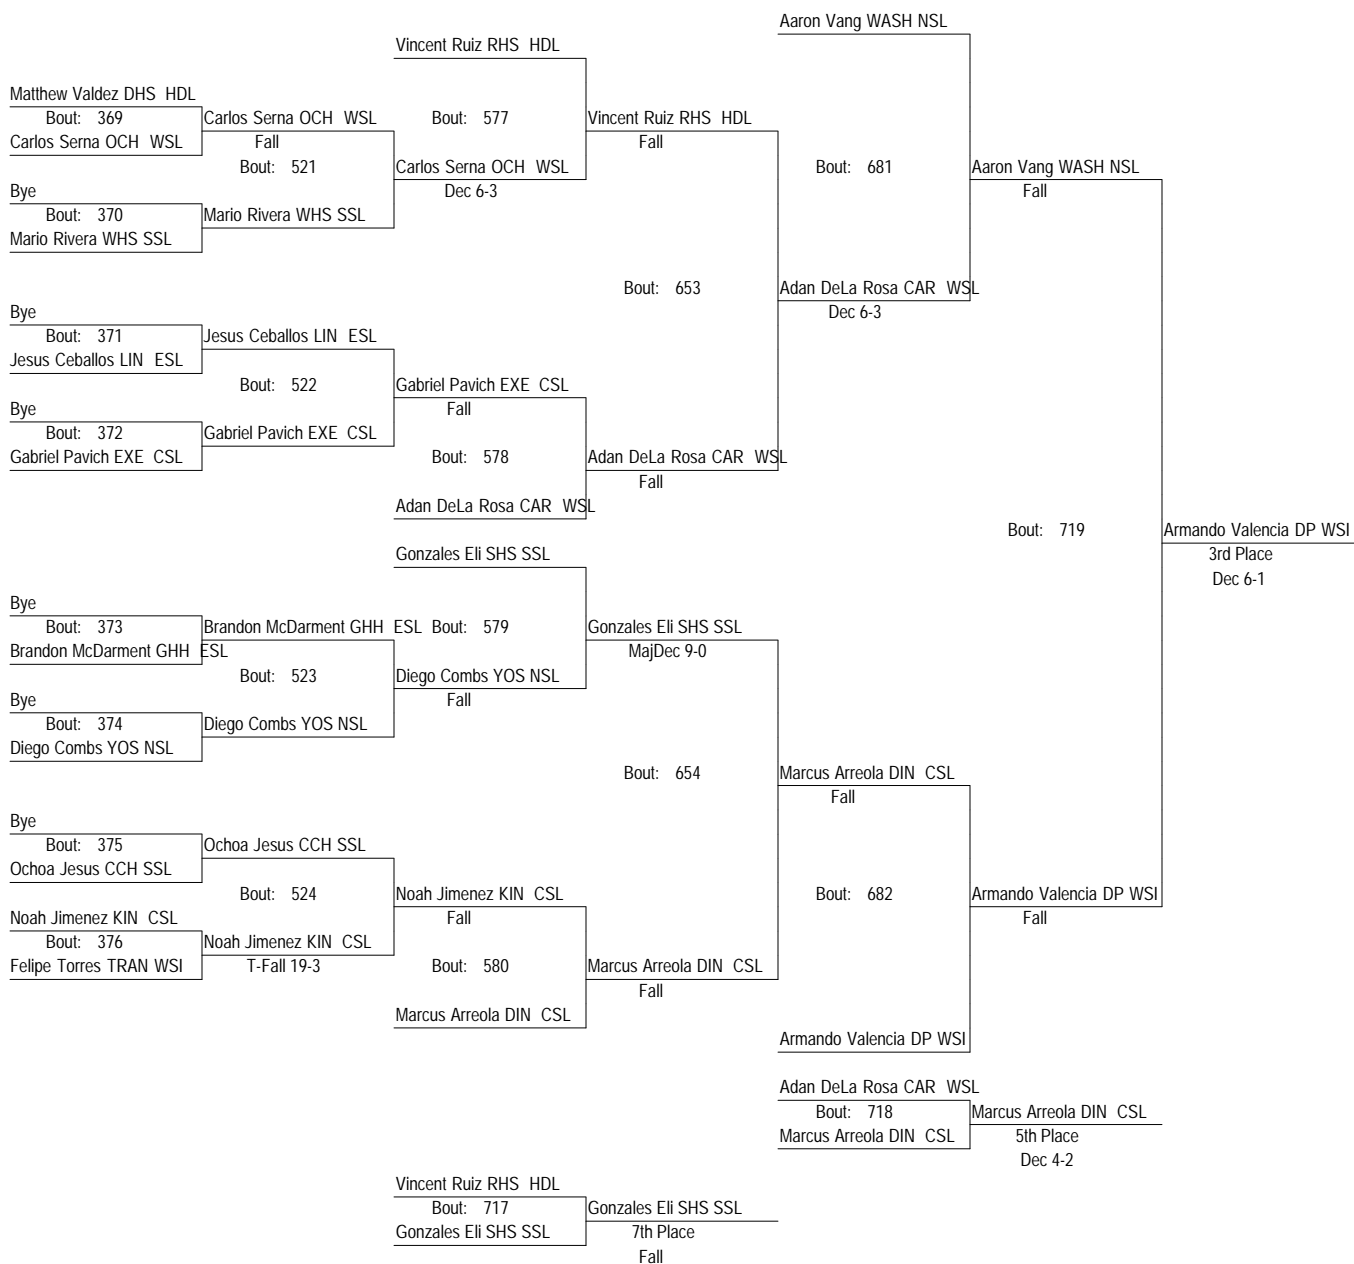 Aaron Vang WASH NSL
Vincent Ruiz RHS HDL
Matthew Valdez DHS HDL
Bout: 369
Carlos Serna OCH WSL
Carlos Serna OCH WSL
Fall
Bout: 577
Vincent Ruiz RHS HDL
Fall
Bout: 521
Carlos Serna OCH WSL
Dec 6-3
Bout: 681
Aaron Vang WASH NSL
Fall
Bye
Bout: 370
Mario Rivera WHS SSL
Mario Rivera WHS SSL
Bout: 653
Adan DeLa Rosa CAR WSL
Dec 6-3
Bye
Bout: 371
Jesus Ceballos LIN ESL
Jesus Ceballos LIN ESL
Bout: 522
Gabriel Pavich EXE CSL
Fall
Bye
Bout: 372
Gabriel Pavich EXE CSL
Gabriel Pavich EXE CSL
Bout: 578
Adan DeLa Rosa CAR WSL
Fall
Adan DeLa Rosa CAR WSL
Bout: 719
Armando Valencia DP WSI
3rd Place
Dec 6-1
Gonzales Eli SHS SSL
Bye
Bout: 373
Brandon McDarment GHH ESL
Brandon McDarment GHH ESL
Bout: 579
Gonzales Eli SHS SSL
MajDec 9-0
Bout: 523
Diego Combs YOS NSL
Fall
Bye
Bout: 374
Diego Combs YOS NSL
Diego Combs YOS NSL
Bout: 654
Marcus Arreola DIN CSL
Fall
Bye
Bout: 375
Ochoa Jesus CCH SSL
Ochoa Jesus CCH SSL
Bout: 524
Noah Jimenez KIN CSL
Fall
Bout: 682
Armando Valencia DP WSI
Fall
Noah Jimenez KIN CSL
Bout: 376
Felipe Torres TRAN WSI
Noah Jimenez KIN CSL
T-Fall 19-3
Bout: 580
Marcus Arreola DIN CSL
Fall
Marcus Arreola DIN CSL
Armando Valencia DP WSI
Adan DeLa Rosa CAR WSL
Bout: 718
Marcus Arreola DIN CSL
Marcus Arreola DIN CSL
5th Place
Dec 4-2
Vincent Ruiz RHS HDL
Bout: 717
Gonzales Eli SHS SSL
Gonzales Eli SHS SSL
7th Place
Fall